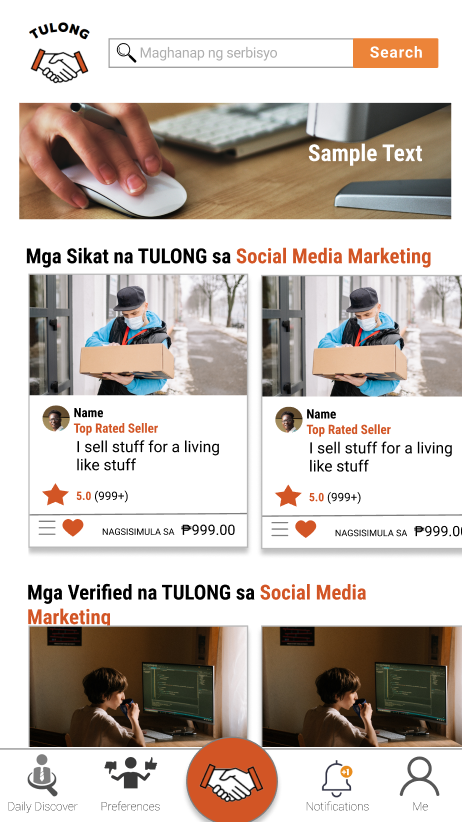 TULONG
Maghanap ng serbisyo
Search
Sample Text
Mga Sikat na TULONG sa Social Media Marketing
Name
Top Rated Seller
I sell stuff for a living
like stuff
5.0 (999+)
NAGSISIMULA SA ₱999.00
Name
Top Rated Seller
I sell stuff for a living
like stuff
5.0 (999+)
NAGSISIMULA SA ₱999.00
Mga Verified na TULONG sa Social Media
Marketing
+1
Daily Discover
Preferences
Notifications
Me